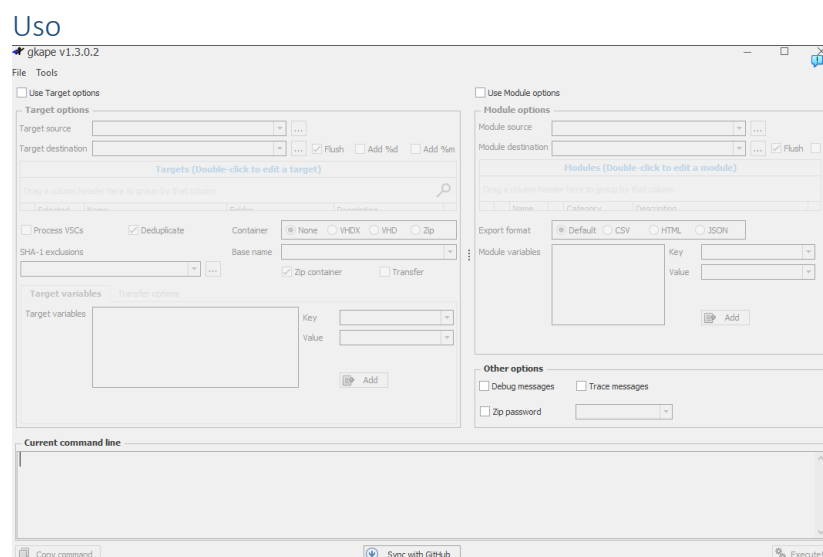 Uso
gkape v1.3.0.2
File Tools
Use Target options
Target options
Target source
...
Target destination
... Flush Add %d Add %m
Targets (Double-click to edit a target)
Drag a column header here to group by that column
Selected Name Folder Description
Process VSCs Deduplicate Container None VHDX VHD Zip
SHA-1 exclusions Base name
... Zip container Transfer
Target variables Transfer options
Target variables Key
Value
Add
Use Module options
Module options
Module source
...
Module destination
... Flush
Modules (Double-click to edit a module)
Drag a column header here to group by that column
Name Category Description
Export format Default CSV HTML JSON
Module variables Key
Value
Add
Other options
Debug messages Trace messages
Zip password
Current command line
Copy command Sync with GitHub Execute